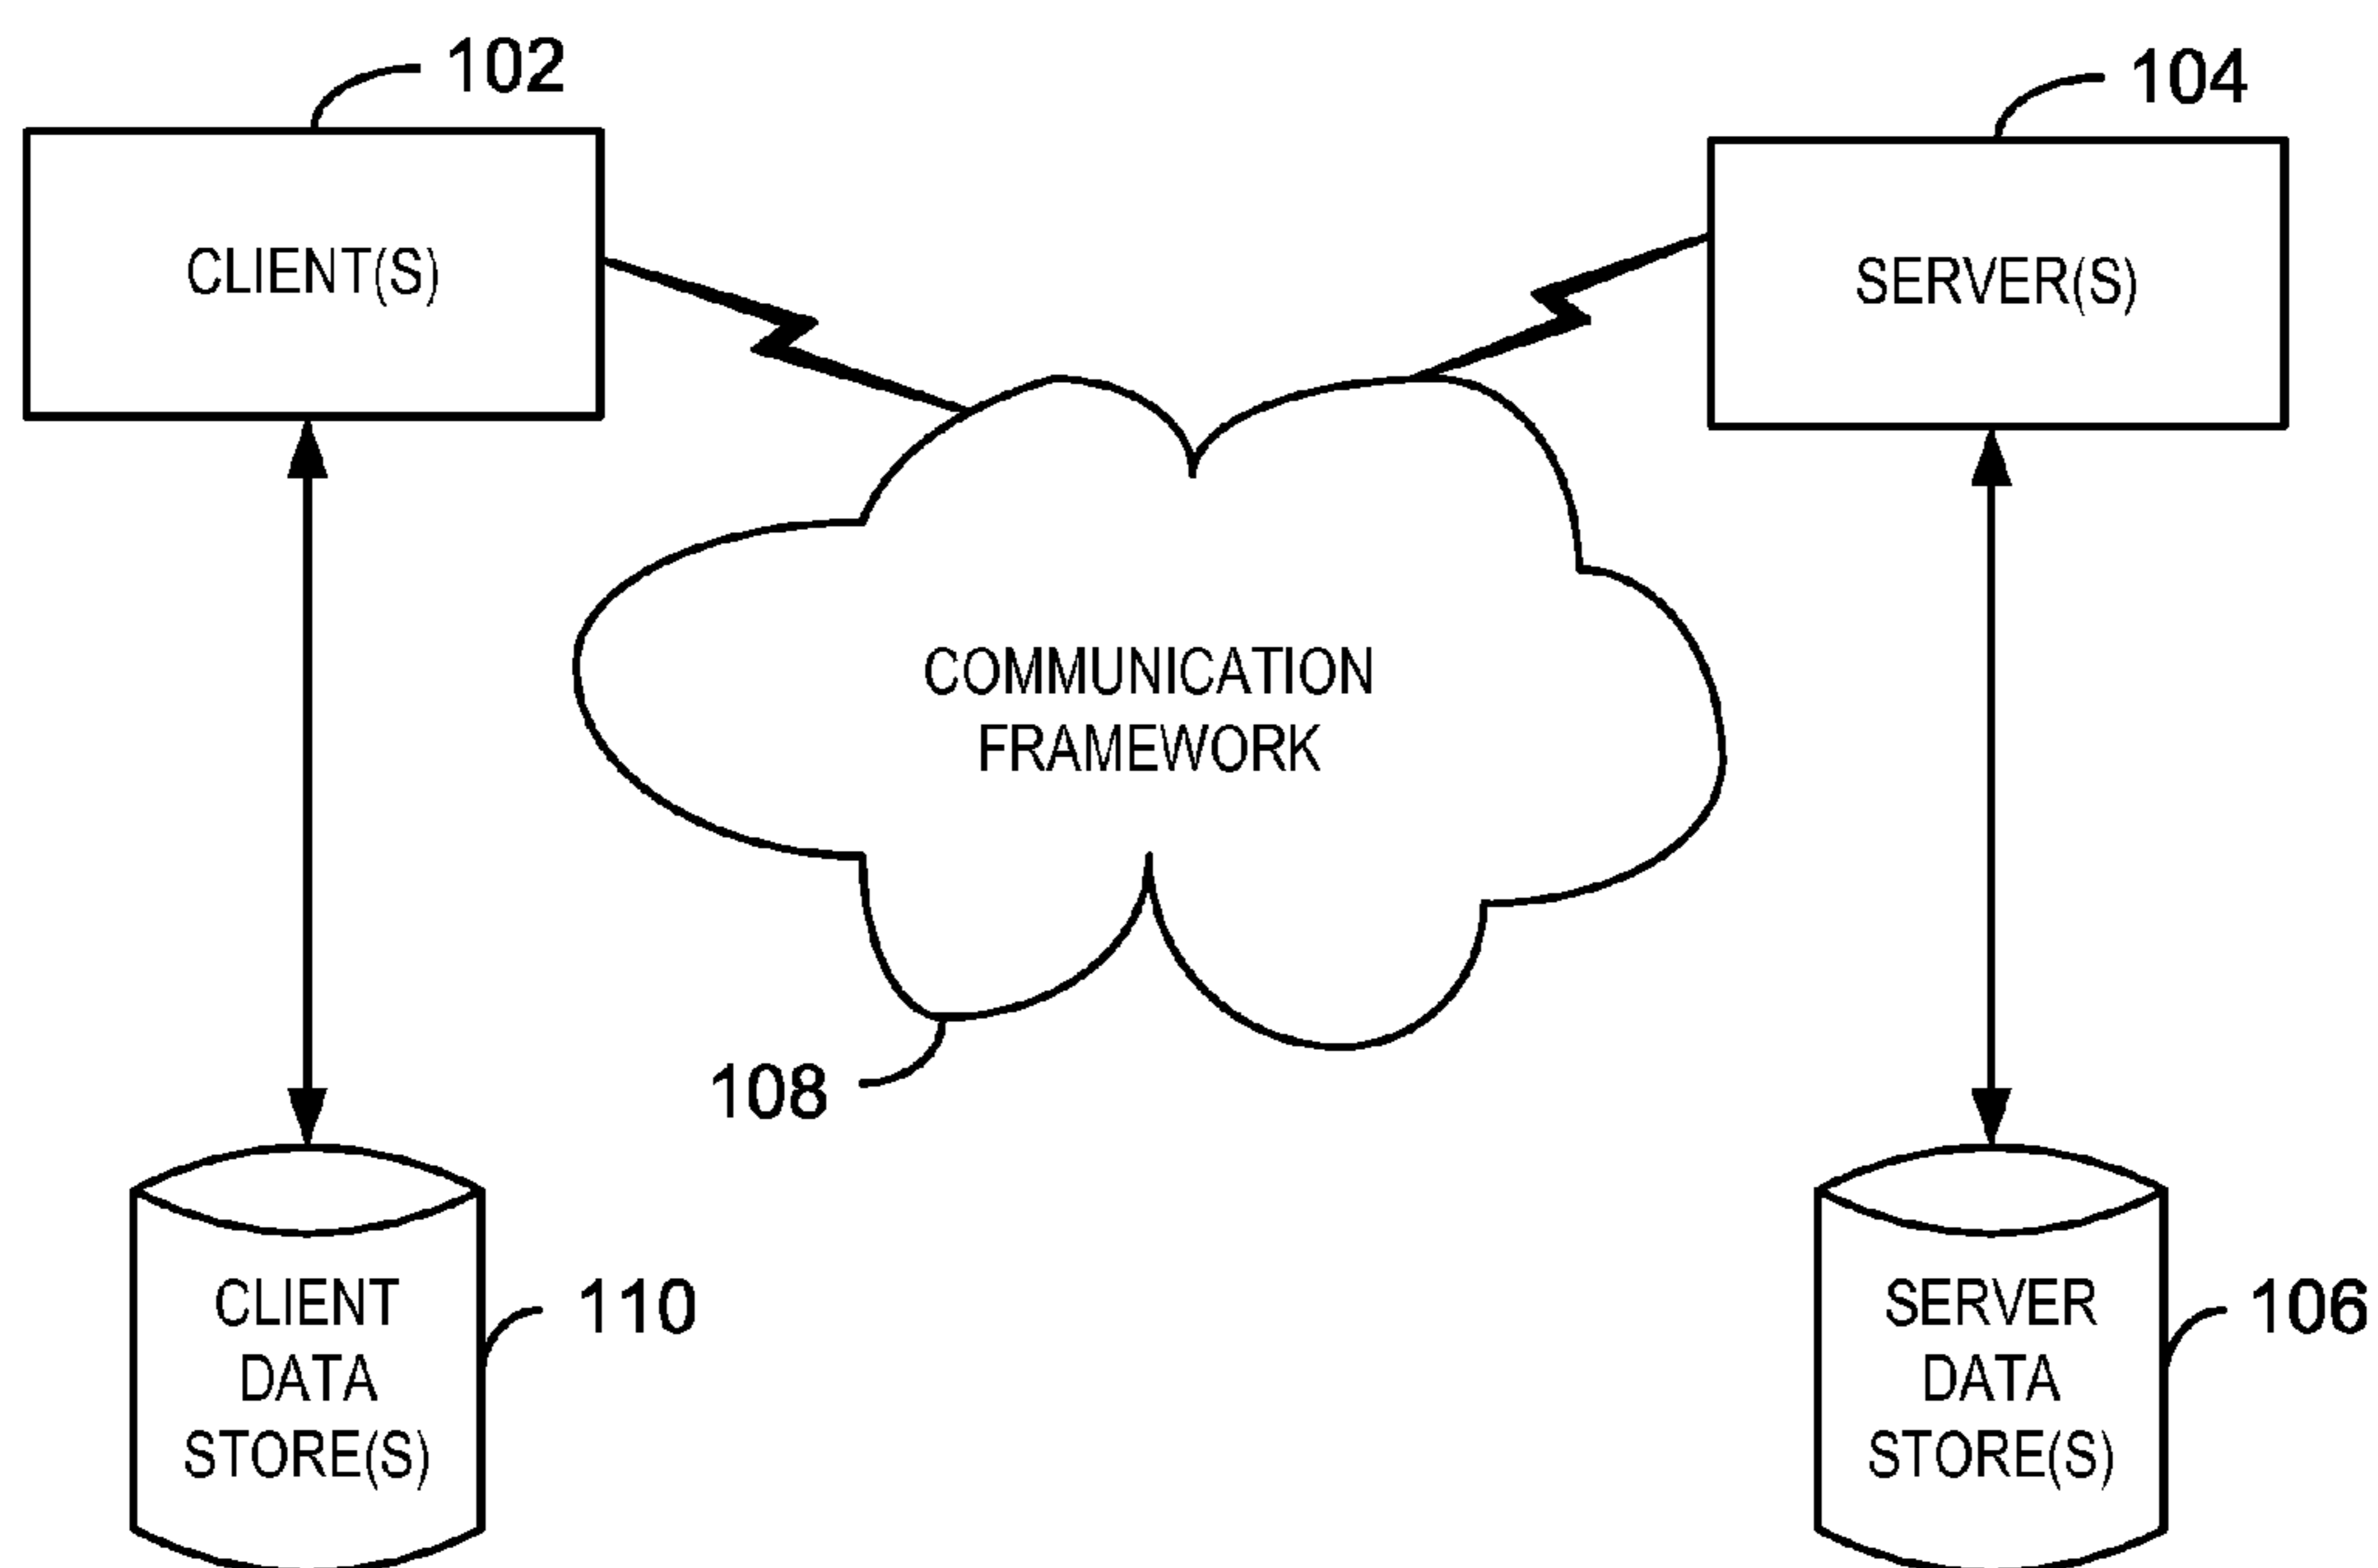 102
104
CLIENT(S)
SERVER(S)
COMMUNICATION
FRAMEWORK
108
CLIENT
DATA
STORE(S)
110
SERVER
DATA
STORE(S)
106